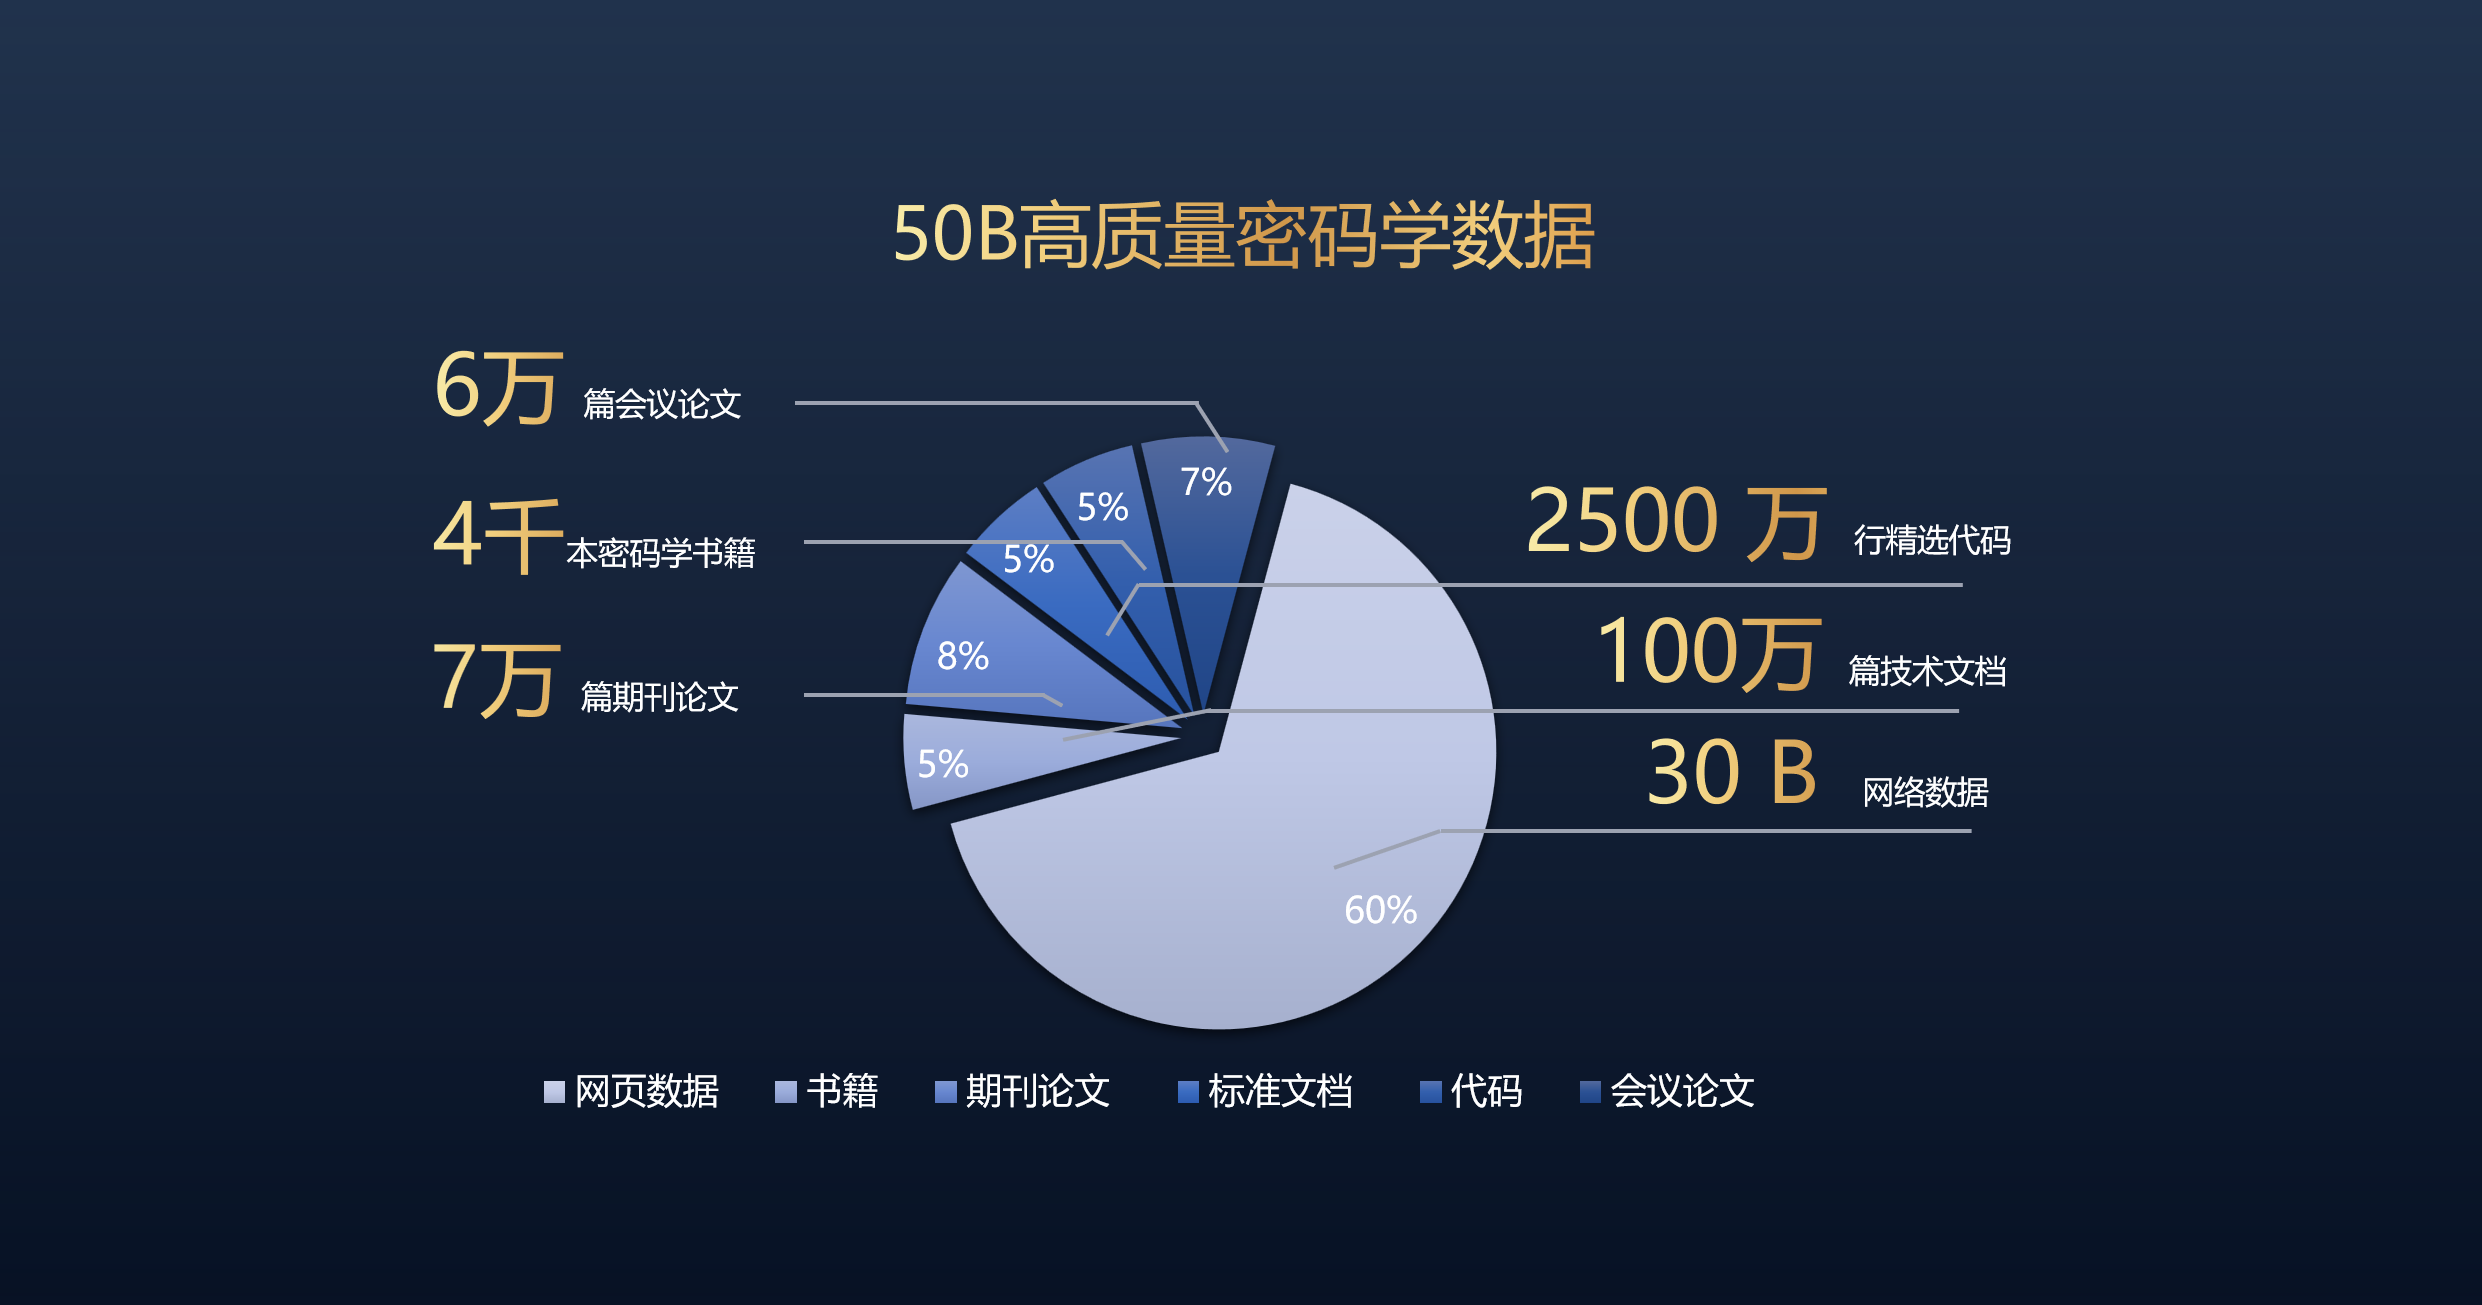 50B高质量密码学数据
6万 篇会议论文
4千本密码学书籍
7万 篇期刊论文
2500 万 行精选代码
100万 篇技术文档
30 B 网络数据
7%
5%
5%
8%
5%
60%
网页数据 书籍 期刊论文 标准文档 代码 会议论文